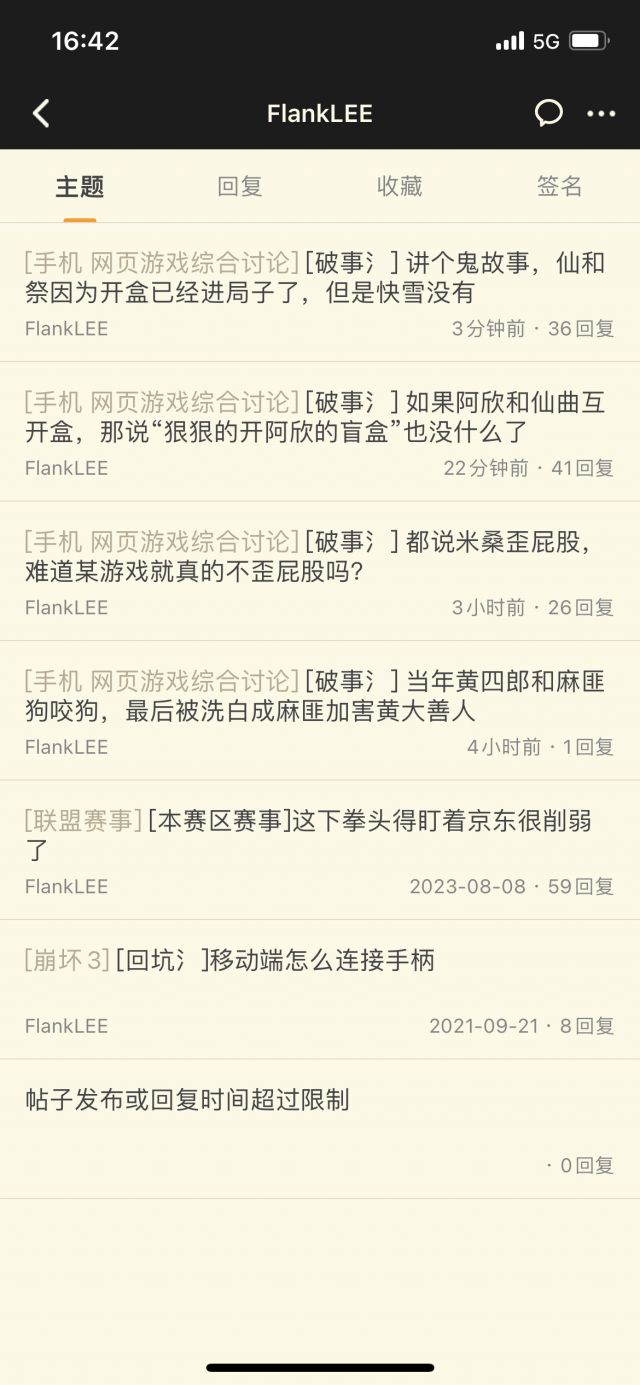 16:42
5G
FlankLEE
主题
回复
收藏
签名
[手机 网页游戏综合讨论] [破事氵] 讲个鬼故事，仙和
祭因为开盒已经进局子了，但是快雪没有
FlankLEE
3分钟前 · 36回复
[手机 网页游戏综合讨论] [破事氵] 如果阿欣和仙曲互
开盒，那说“狠狠的开阿欣的盲盒”也没什么了
FlankLEE
22分钟前 · 41回复
[手机 网页游戏综合讨论] [破事氵] 都说米桑歪屁股，
难道某游戏就真的不歪屁股吗？
FlankLEE
3小时前 · 26回复
[手机 网页游戏综合讨论] [破事氵] 当年黄四郎和麻匪
狗咬狗，最后被洗白成麻匪加害黄大善人
FlankLEE
4小时前 · 1回复
[联盟赛事] [本赛区赛事]这下拳头得盯着京东很削弱
了
FlankLEE
2023-08-08 · 59回复
[崩坏3] [回坑氵]移动端怎么连接手柄
FlankLEE
2021-09-21 · 8回复
帖子发布或回复时间超过限制
· 0回复